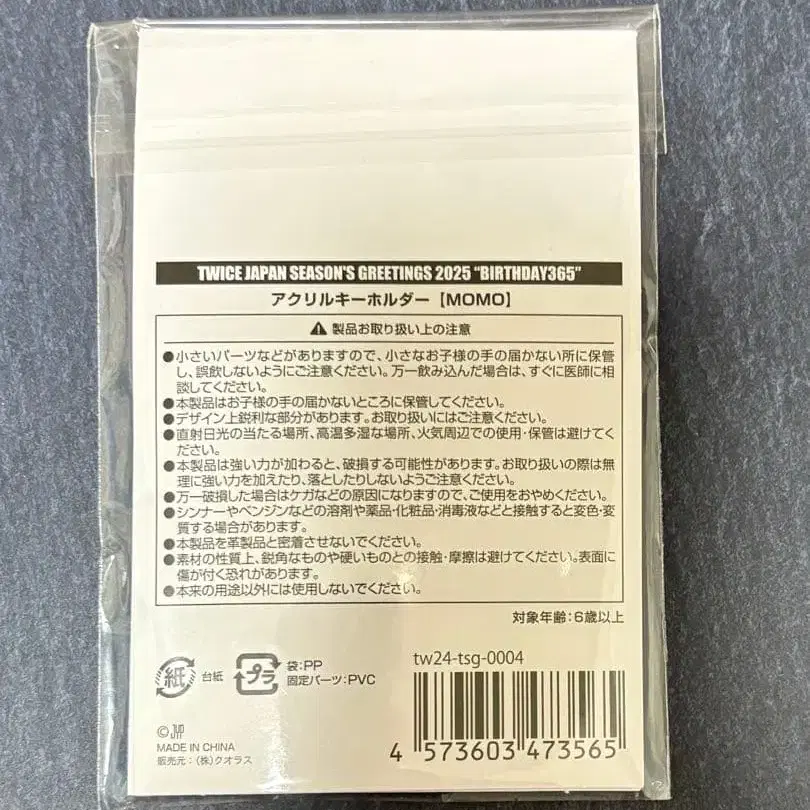 TWICE JAPAN SEASON'S GREETINGS 2025 "BIRTHDAY365"
アクリルキーホルダー【MOMO】
製品お取り扱い上の注意
●小さいパーツなどがありますので、小さなお子様の手の届かない所に保管
し、誤飲しないようにご注意ください。万一飲み込んだ場合は、すぐに医師に相
談してください。
●本製品はお子様の手の届かないところに保管してください。
●デザイン上鋭利な部分があります。お取り扱いにはご注意ください。
●直射日光の当たる場所、高温多湿な場所、火気周辺での使用・保管は避けてく
ださい。
●本製品は強い力が加わると、破損する可能性があります。お取り扱いの際は無
理に強い力を加えたり、落としたりしないようご注意ください。
●万一破損した場合はケガなどの原因になりますので、ご使用をおやめください。
●シンナーやベンジンなどの溶剤や薬品・化粧品・消毒液などと接触すると変色・変
質する場合があります。
●本製品を革製品と密着させないでください。
●素材の性質上、鋭角なものや硬いものとの接触・摩擦は避けてください。表面に
傷が付く恐れがあります。
●本来の用途以外には使用しないでください。
対象年齢:6歳以上
紙 台紙
プラ 袋:PP
固定パーツ:PVC
tw24-tsg-0004
4 573603 473565
©
MADE IN CHINA
販売元:(株)クオラス